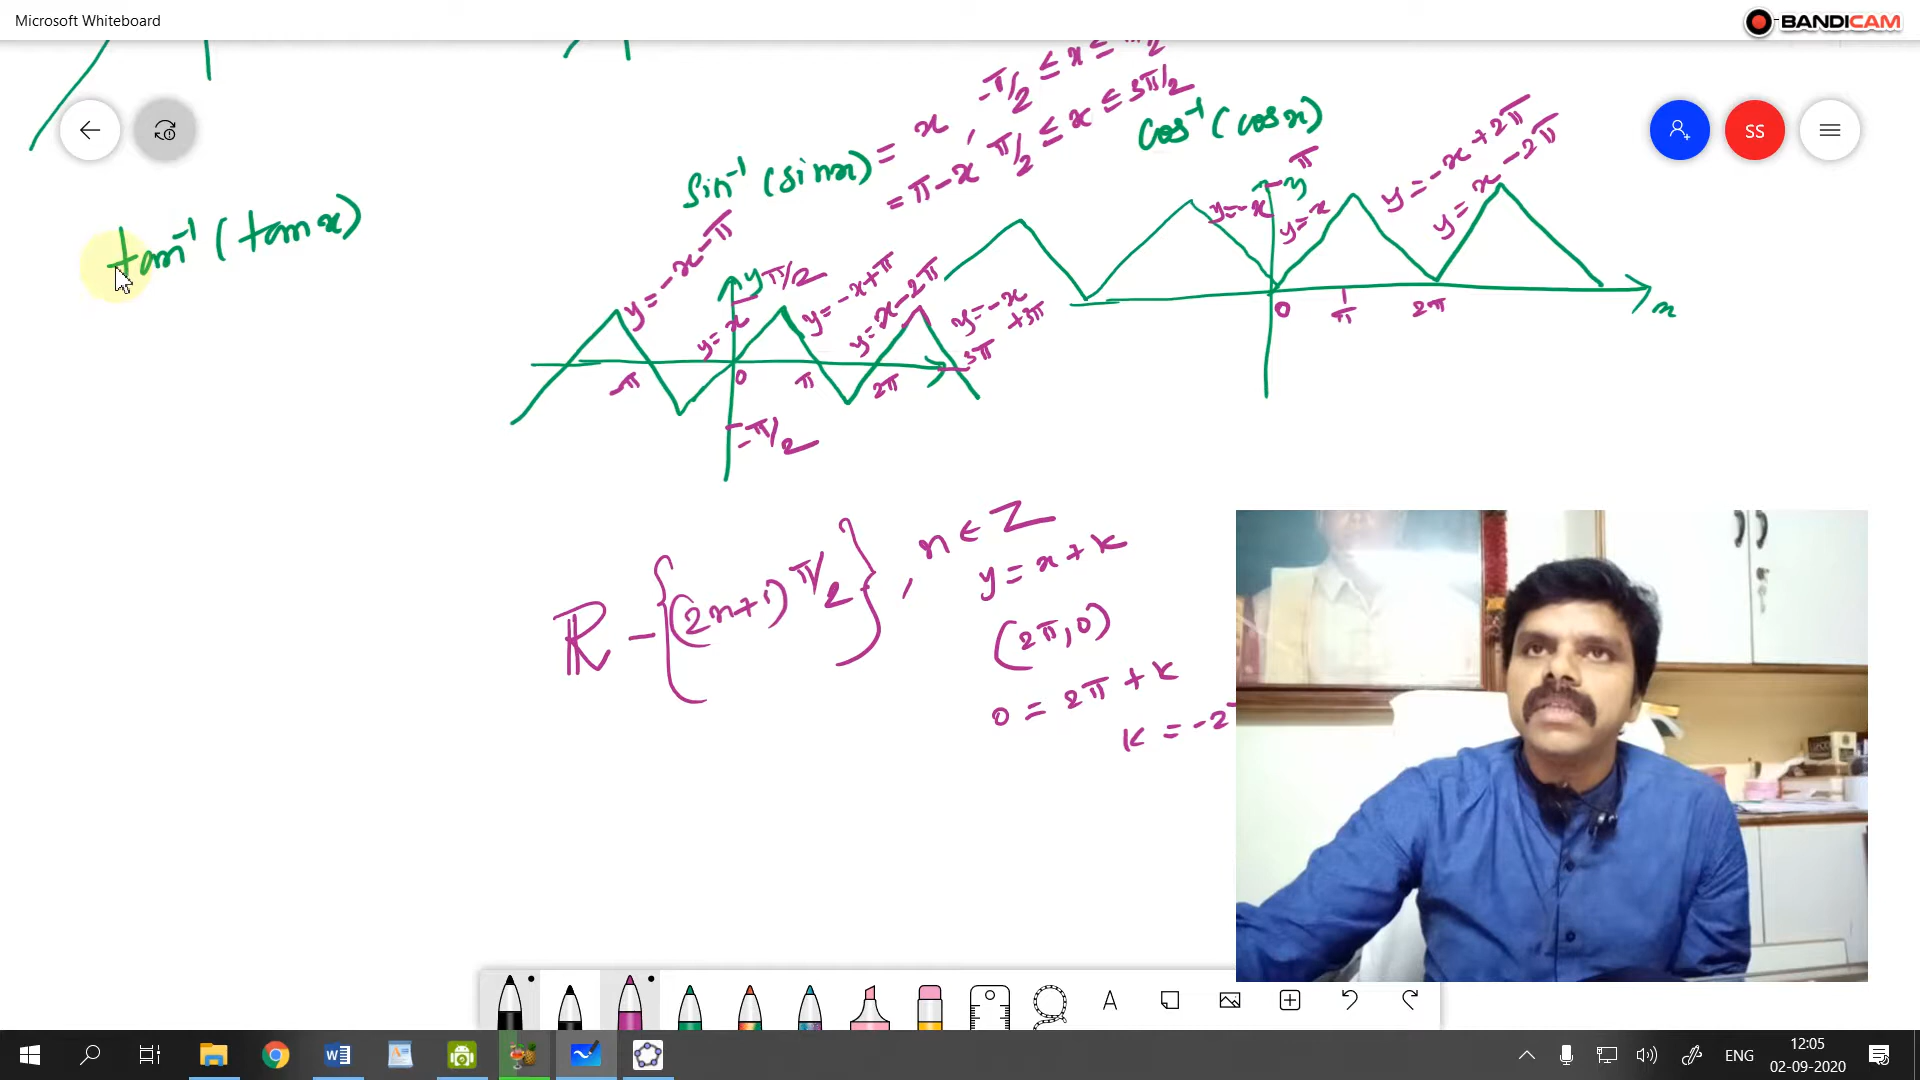 Microsoft Whiteboard
BANDICAM
tan⁻¹(tan x)
sin⁻¹(sin x) = x, -π/2 ≤ x ≤ π/2
= π-x π/2 ≤ x ≤ 3π/2
cos⁻¹(cos x)
SS
y=-x-π
y=x
y
π/2
y=-x+π
y=x-2π
y=-x+3π
-π
0
π
2π
3π
-π/2
π
y
y=-x
y=x
y=-x+2π
y=x-2π
0
π
2π
x
ℝ - {(2n+1)π/2}, n ∈ Z
y = x + k
(2π, 0)
0 = 2π + k
k = -2
A
ENG
12:05
02-09-2020